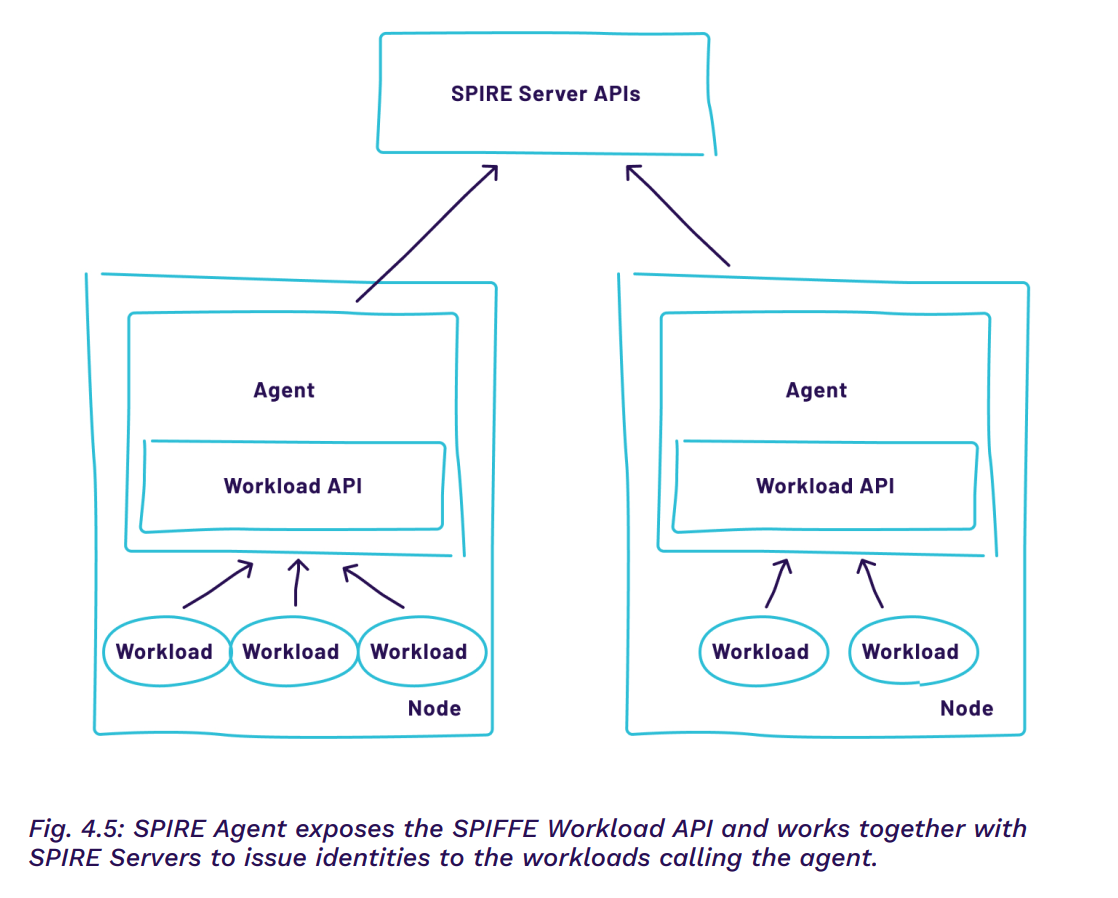 SPIRE Server APIs
Agent
Workload API
Workload
Workload
Workload
Node
Agent
Workload API
Workload
Workload
Node
Fig. 4.5: SPIRE Agent exposes the SPIFFE Workload API and works together with
SPIRE Servers to issue identities to the workloads calling the agent.